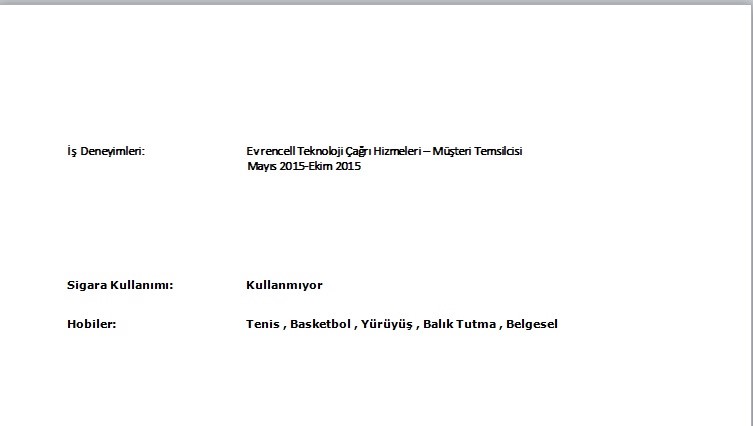 İş Deneyimleri: Evrencell Teknoloji Çağrı Hizmeleri – Müşteri Temsilcisi
Mayıs 2015-Ekim 2015
Sigara Kullanımı: Kullanmıyor
Hobiler: Tenis , Basketbol , Yürüyüş , Balık Tutma , Belgesel